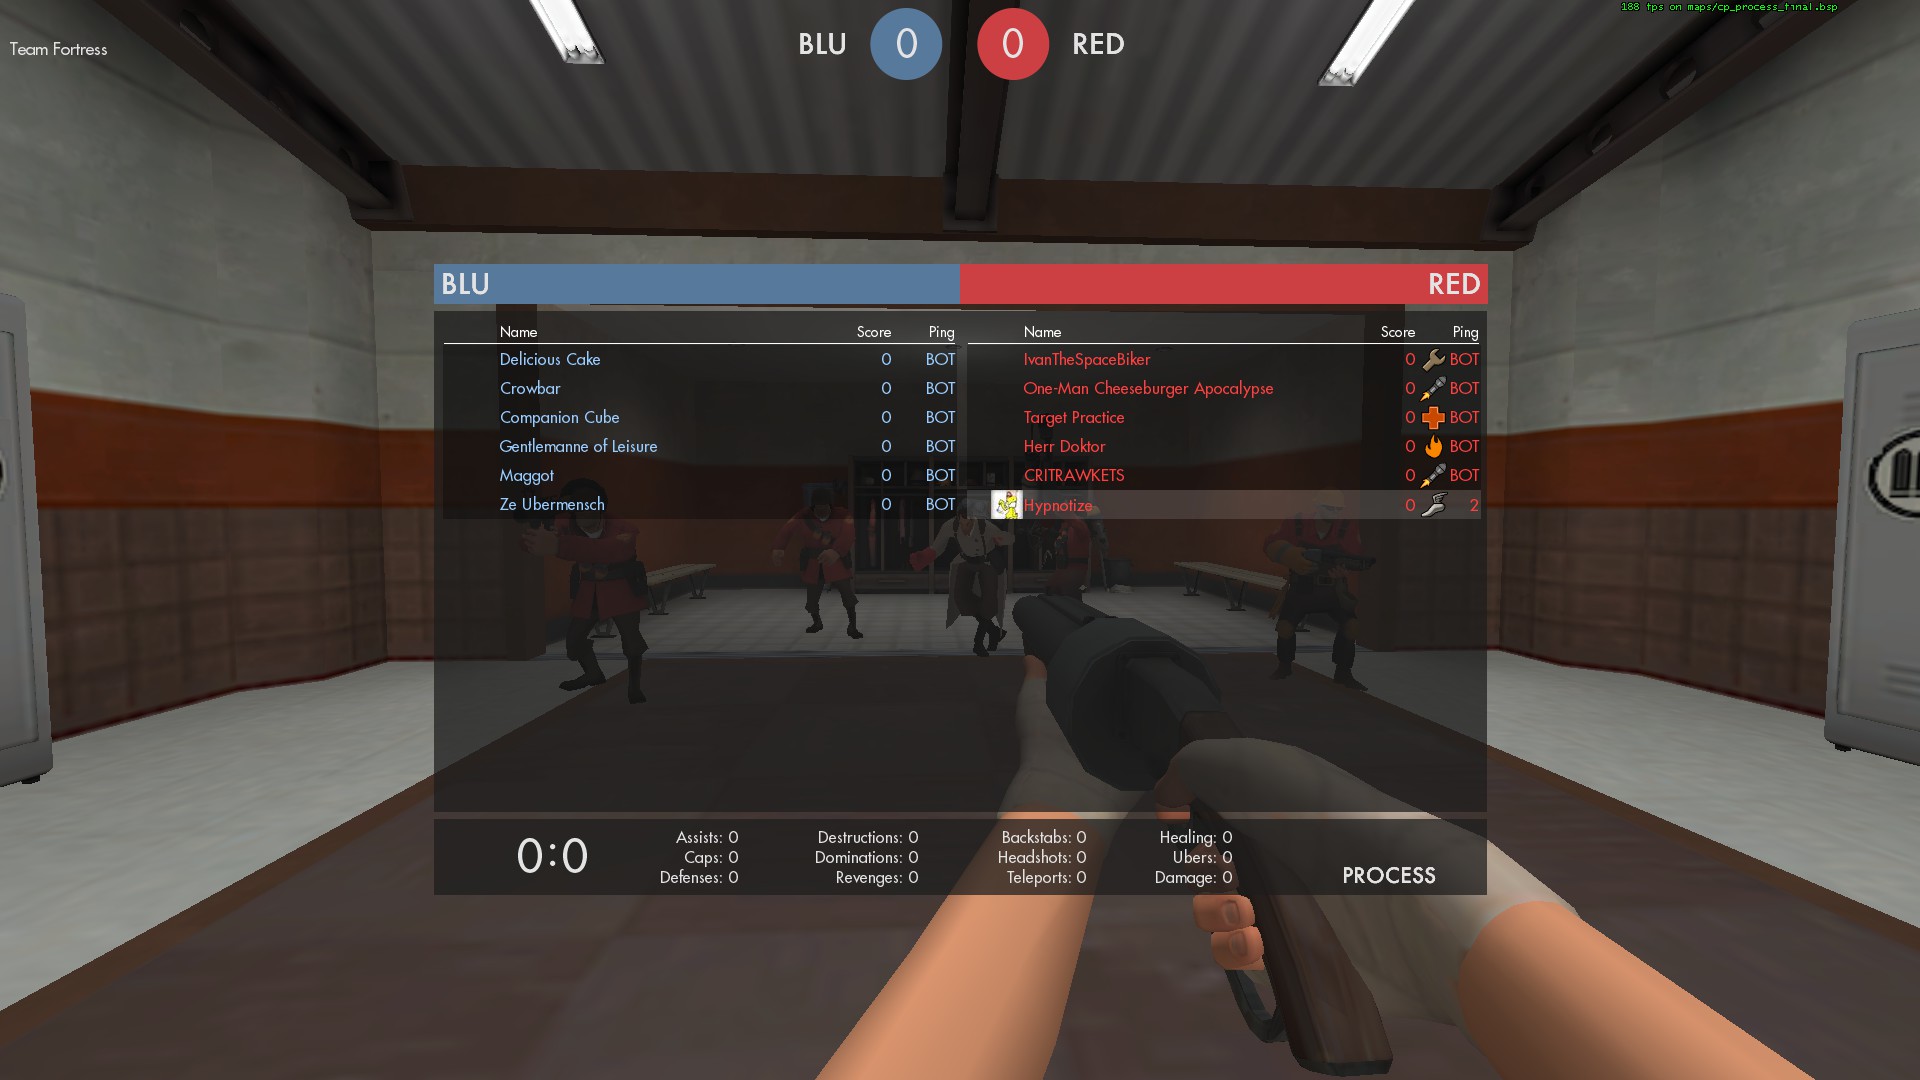 188 fps on maps/cp_process_final.bsp
Team Fortress
BLU 0 0 RED
BLU RED
Name Score Ping Name Score Ping
Delicious Cake 0 BOT IvanTheSpaceBiker 0 BOT
Crowbar 0 BOT One-Man Cheeseburger Apocalypse 0 BOT
Companion Cube 0 BOT Target Practice 0 BOT
Gentlemanne of Leisure 0 BOT Herr Doktor 0 BOT
Maggot 0 BOT CRITRAWKETS 0 BOT
Ze Ubermensch 0 BOT Hypnotize 0 2
0:0
Assists: 0 Destructions: 0 Backstabs: 0 Healing: 0
Caps: 0 Dominations: 0 Headshots: 0 Ubers: 0
Defenses: 0 Revenges: 0 Teleports: 0 Damage: 0
PROCESS